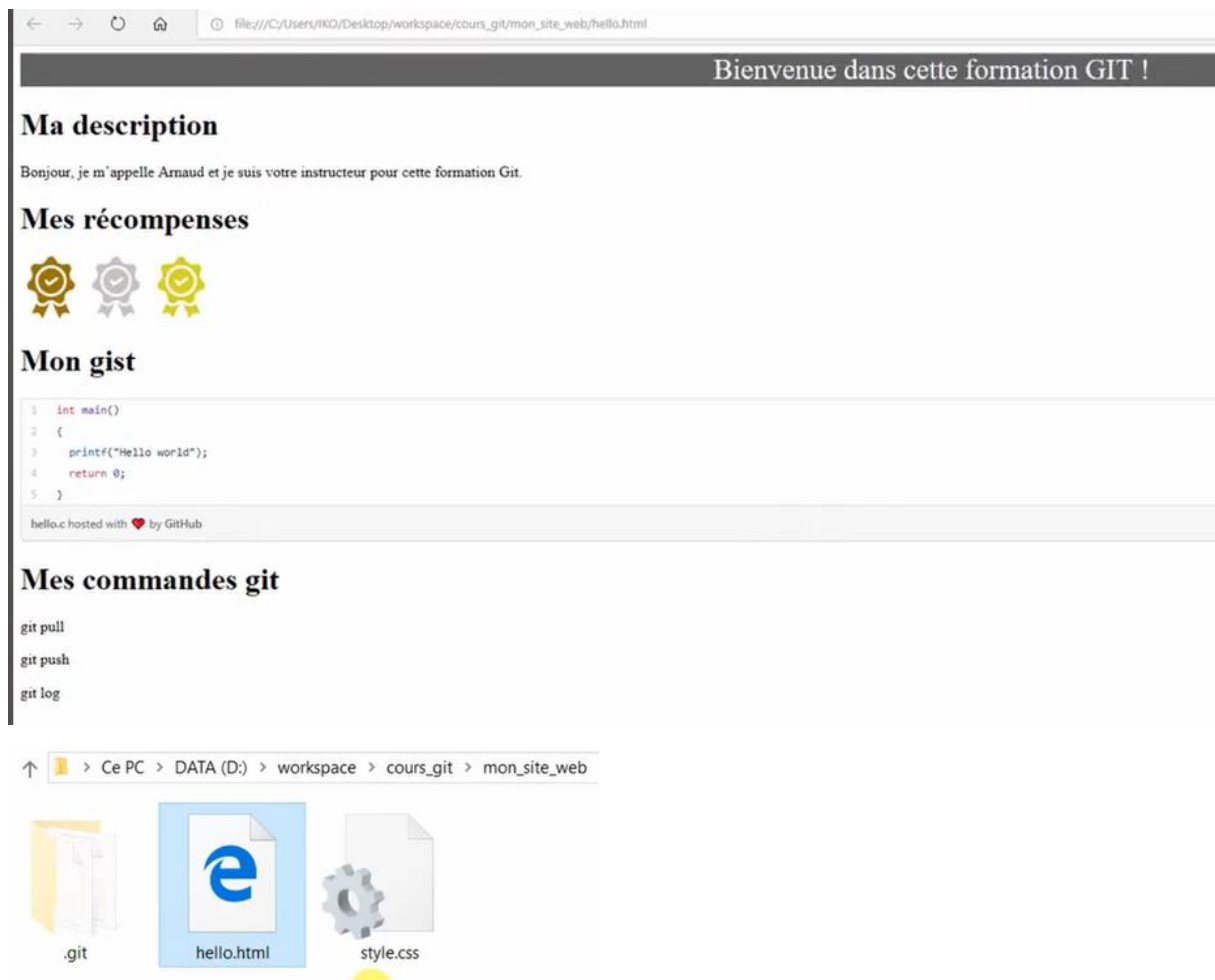 file:///C:/Users/IKO/Desktop/workspace/cours_git/mon_site_web/hello.html
Bienvenue dans cette formation GIT !
Ma description
Bonjour, je m'appelle Arnaud et je suis votre instructeur pour cette formation Git.
Mes récompenses
Mon gist
1 int main()
2 {
3 printf("Hello world");
4 return 0;
5 }
hello.c hosted with ❤ by GitHub
Mes commandes git
git pull
git push
git log
> Ce PC > DATA (D:) > workspace > cours_git > mon_site_web
.git hello.html style.css